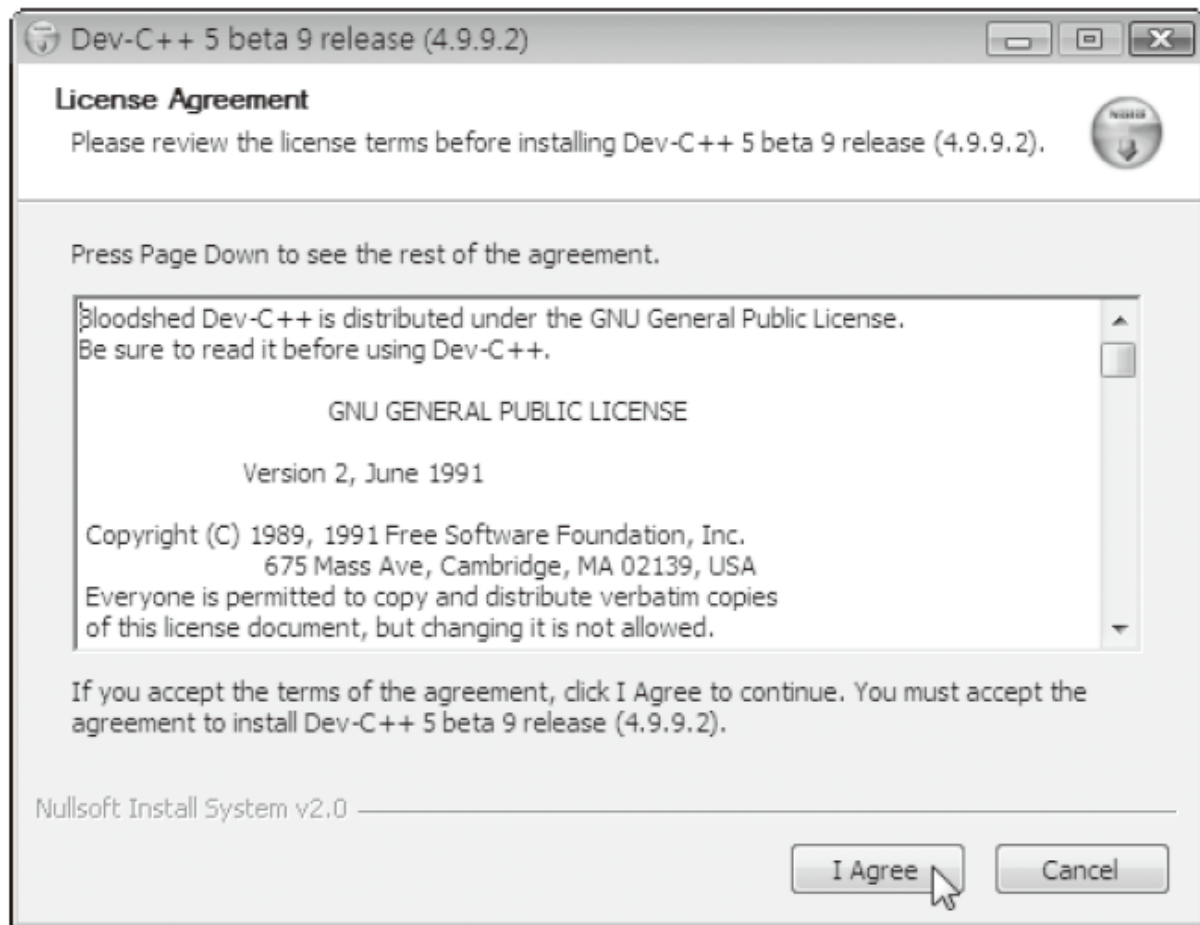 Dev-C++ 5 beta 9 release (4.9.9.2)
License Agreement
Please review the license terms before installing Dev-C++ 5 beta 9 release (4.9.9.2).
Press Page Down to see the rest of the agreement.
Bloodshed Dev-C++ is distributed under the GNU General Public License.
Be sure to read it before using Dev-C++.
GNU GENERAL PUBLIC LICENSE
Version 2, June 1991
Copyright (C) 1989, 1991 Free Software Foundation, Inc.
675 Mass Ave, Cambridge, MA 02139, USA
Everyone is permitted to copy and distribute verbatim copies
of this license document, but changing it is not allowed.
If you accept the terms of the agreement, click I Agree to continue. You must accept the
agreement to install Dev-C++ 5 beta 9 release (4.9.9.2).
Nullsoft Install System v2.0
I Agree
Cancel